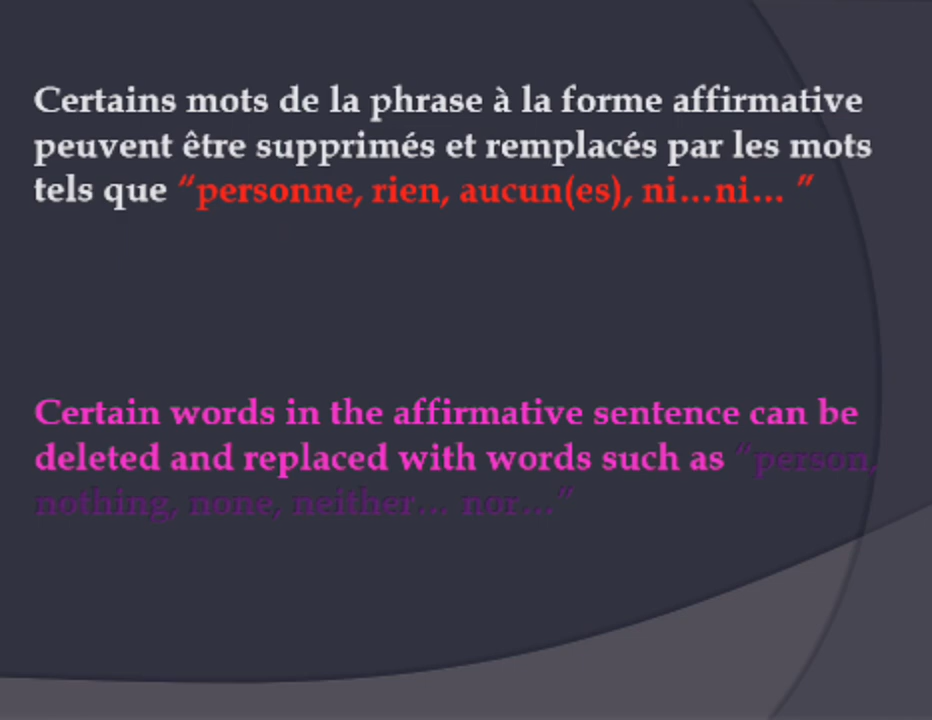 Certains mots de la phrase à la forme affirmative
peuvent être supprimés et remplacés par les mots
tels que “personne, rien, aucun(es), ni...ni... ”
Certain words in the affirmative sentence can be
deleted and replaced with words such as “person,
nothing, none, neither... nor...”